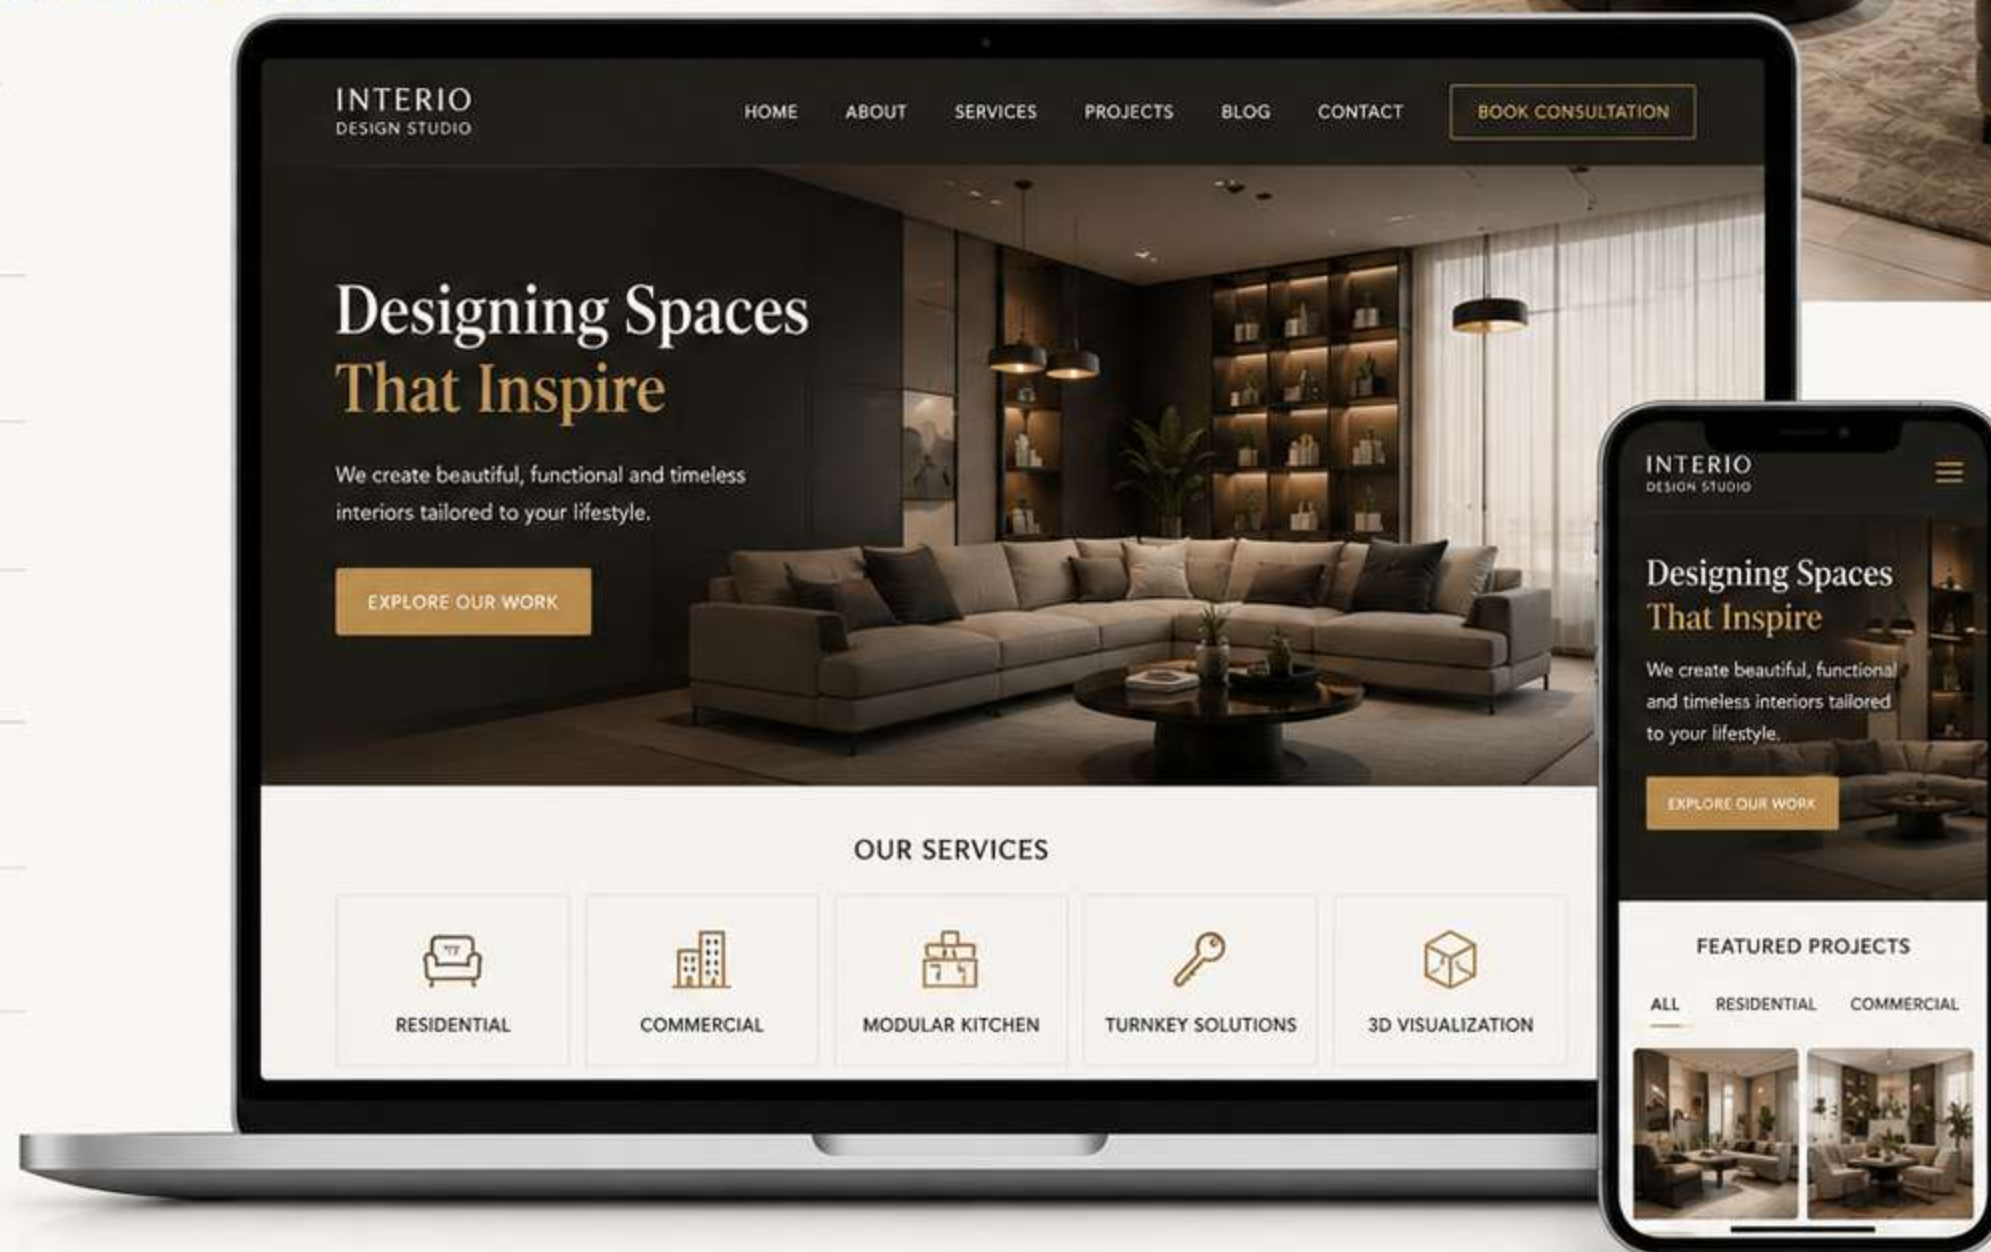 INTERIO
DESIGN STUDIO
HOME
ABOUT
SERVICES
PROJECTS
BLOG
CONTACT
BOOK CONSULTATION
Designing Spaces
That Inspire
We create beautiful, functional and timeless
interiors tailored to your lifestyle.
EXPLORE OUR WORK
OUR SERVICES
RESIDENTIAL
COMMERCIAL
MODULAR KITCHEN
TURNKEY SOLUTIONS
3D VISUALIZATION
INTERIO
DESIGN STUDIO
Designing Spaces
That Inspire
We create beautiful, functional
and timeless interiors tailored
to your lifestyle.
EXPLORE OUR WORK
FEATURED PROJECTS
ALL
RESIDENTIAL
COMMERCIAL